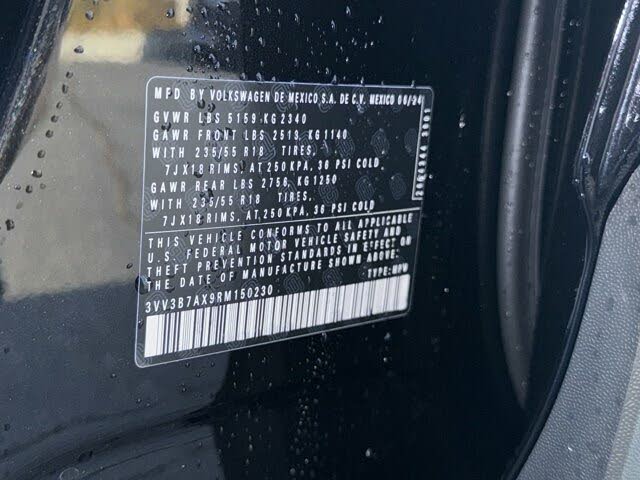 MFD BY VOLKSWAGEN DE MEXICO S.A. DE C.V. MEXICO 06/24
GVWR LBS 5159 KG 2340
GAWR FRONT LBS 2513, KG 1140
WITH 235/55 R18 TIRES,
7JX18 RIMS, AT 250 KPA, 36 PSI COLD
GAWR REAR LBS 2756, KG 1250
WITH 235/55 R18 TIRES,
7JX18 RIMS, AT 250 KPA, 36 PSI COLD
THIS VEHICLE CONFORMS TO ALL APPLICABLE
U.S. FEDERAL MOTOR VEHICLE SAFETY AND
THEFT PREVENTION STANDARDS IN EFFECT ON
THE DATE OF MANUFACTURE SHOWN ABOVE.
TYPE: MPV
3VV3B7AX9RM150230